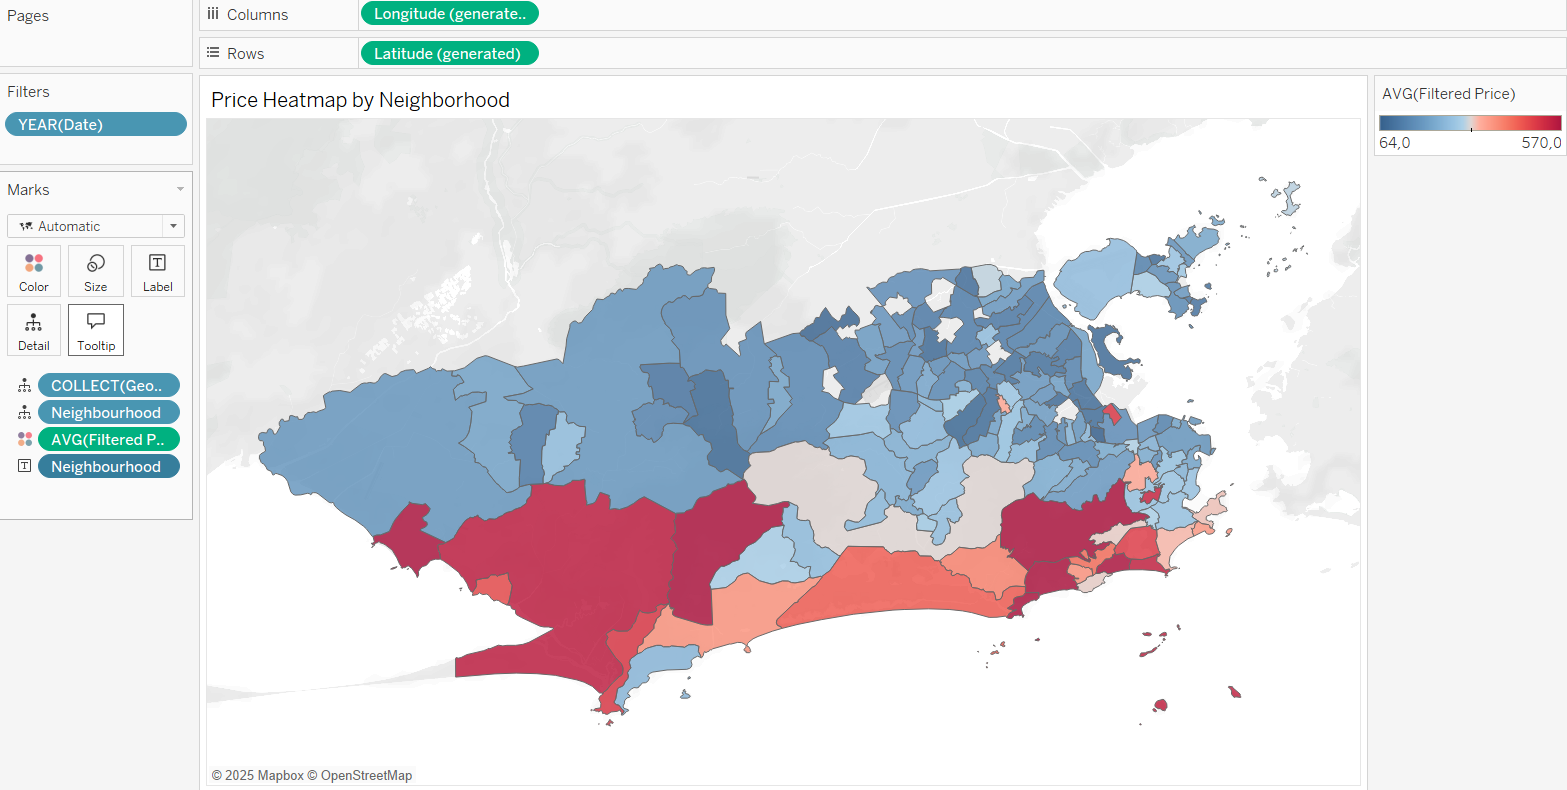 Pages
Columns
Longitude (generate..
Rows
Latitude (generated)
Filters
YEAR(Date)
Marks
Automatic
Color
Size
Label
Detail
Tooltip
COLLECT(Geo..
Neighbourhood
AVG(Filtered P..
Neighbourhood
Price Heatmap by Neighborhood
© 2025 Mapbox © OpenStreetMap
AVG(Filtered Price)
64,0 570,0